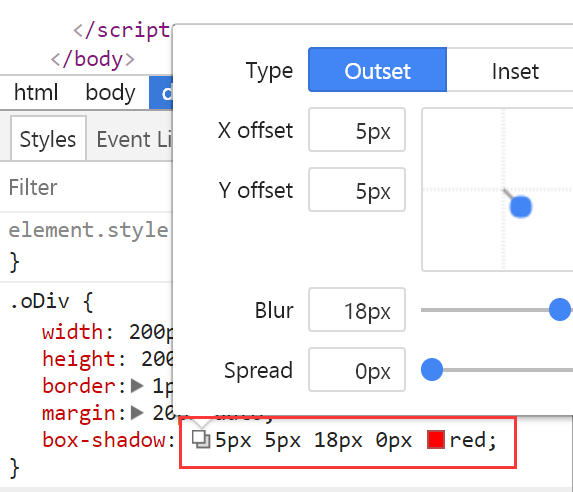 </script
</body>
Type Outset Inset
html body d
X offset 5px
Styles Event Li
Y offset 5px
Filter
element.style
}
.oDiv {
Blur 18px
width: 200p
height: 200
Spread 0px
border: 1p
margin: 20p
box-shadow: 5px 5px 18px 0px red;
}